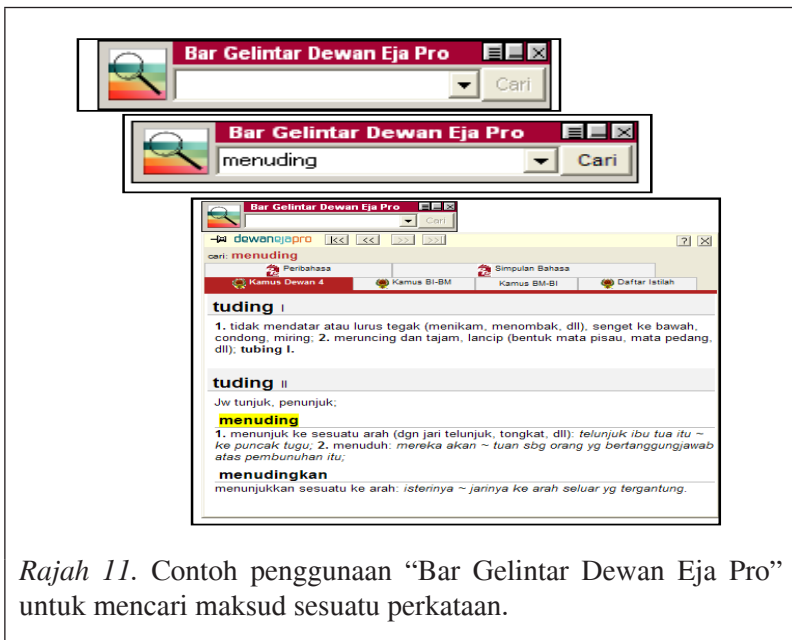 Bar Gelintar Dewan Eja Pro
Cari
Bar Gelintar Dewan Eja Pro
menuding Cari
Bar Gelintar Dewan Eja Pro
Cari
dewanejapro |<< << >> >>| ? X
cari: menuding
Peribahasa Simpulan Bahasa
Kamus Dewan 4 Kamus BI-BM Kamus BM-BI Daftar Istilah
tuding I
1. tidak mendatar atau lurus tegak (menikam, menombak, dll), senget ke bawah,
condong, miring; 2. meruncing dan tajam, lancip (bentuk mata pisau, mata pedang,
dll); tubing I.
tuding II
Jw tunjuk, penunjuk;
menuding
1. menunjuk ke sesuatu arah (dgn jari telunjuk, tongkat, dll): telunjuk ibu tua itu ~
ke puncak tugu; 2. menuduh: mereka akan ~ tuan sbg orang yg bertanggungjawab
atas pembunuhan itu;
menudingkan
menunjukkan sesuatu ke arah: isterinya ~ jarinya ke arah seluar yg tergantung.
Rajah 11. Contoh penggunaan “Bar Gelintar Dewan Eja Pro”
untuk mencari maksud sesuatu perkataan.